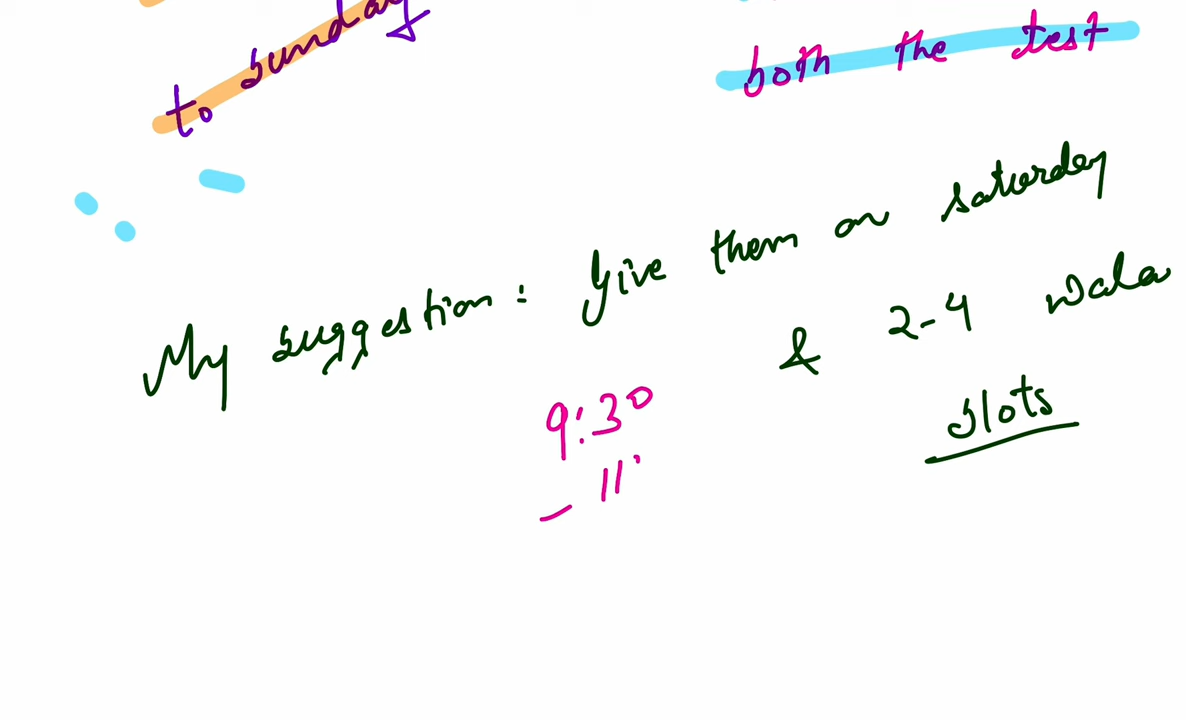 to sunday
both the test
My suggestion: Give them on saturday
& 2-4 wala
slots
9:30
- 11